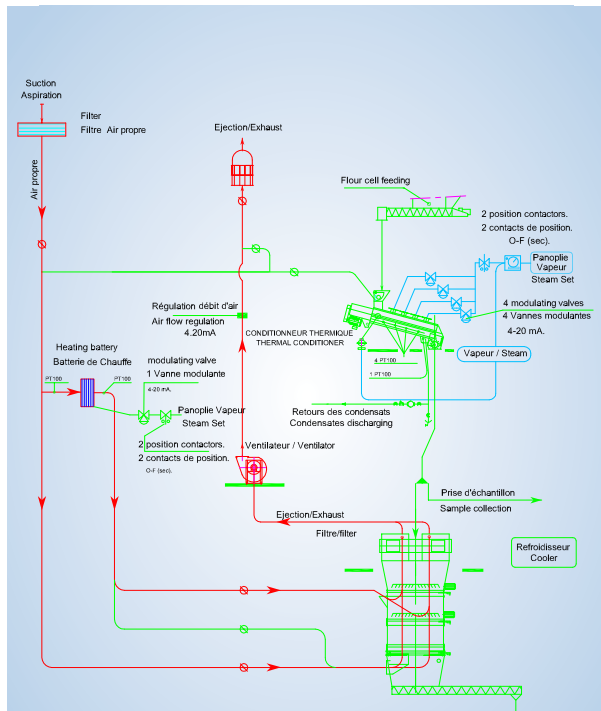 Suction
Aspiration
Filter
Filtre Air propre
Air propre
Ejection/Exhaust
Flour cell feeding
2 position contactors.
2 contacts de position.
O-F (sec).
Panoplie
Vapeur
Steam Set
4 modulating valves
4 Vannes modulantes
4-20 mA.
Vapeur / Steam
Régulation débit d'air
Air flow regulation
4.20mA
CONDITIONNEUR THERMIQUE
THERMAL CONDITIONER
4 PT100
1 PT100
Heating battery
Batterie de Chauffe
PT100
PT100
modulating valve
1 Vanne modulante
4-20 mA.
Panoplie Vapeur
Steam Set
2 position contactors.
2 contacts de position.
O-F (sec).
Retours des condensats
Condensates discharging
Ventilateur / Ventilator
Prise d'échantillon
Sample collection
Ejection/Exhaust
Filtre/filter
Refroidisseur
Cooler